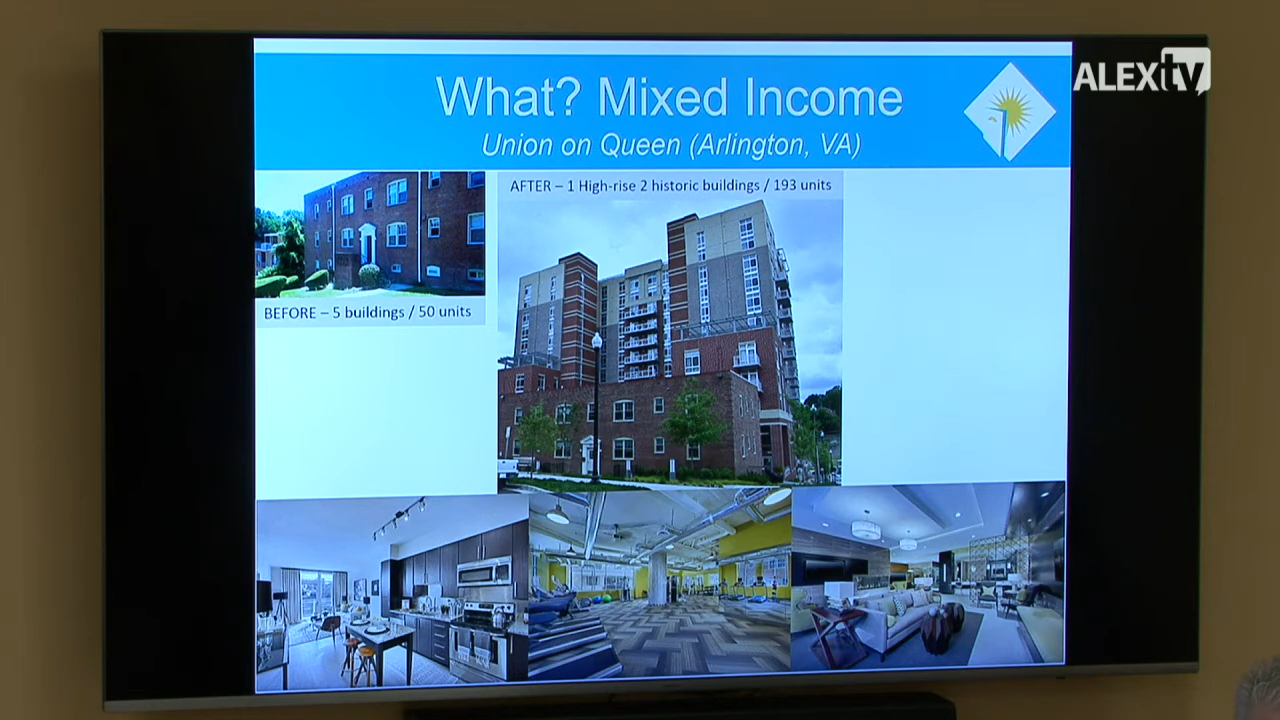 ALEXtv
What? Mixed Income
Union on Queen (Arlington, VA)
AFTER – 1 High-rise 2 historic buildings / 193 units
BEFORE – 5 buildings / 50 units